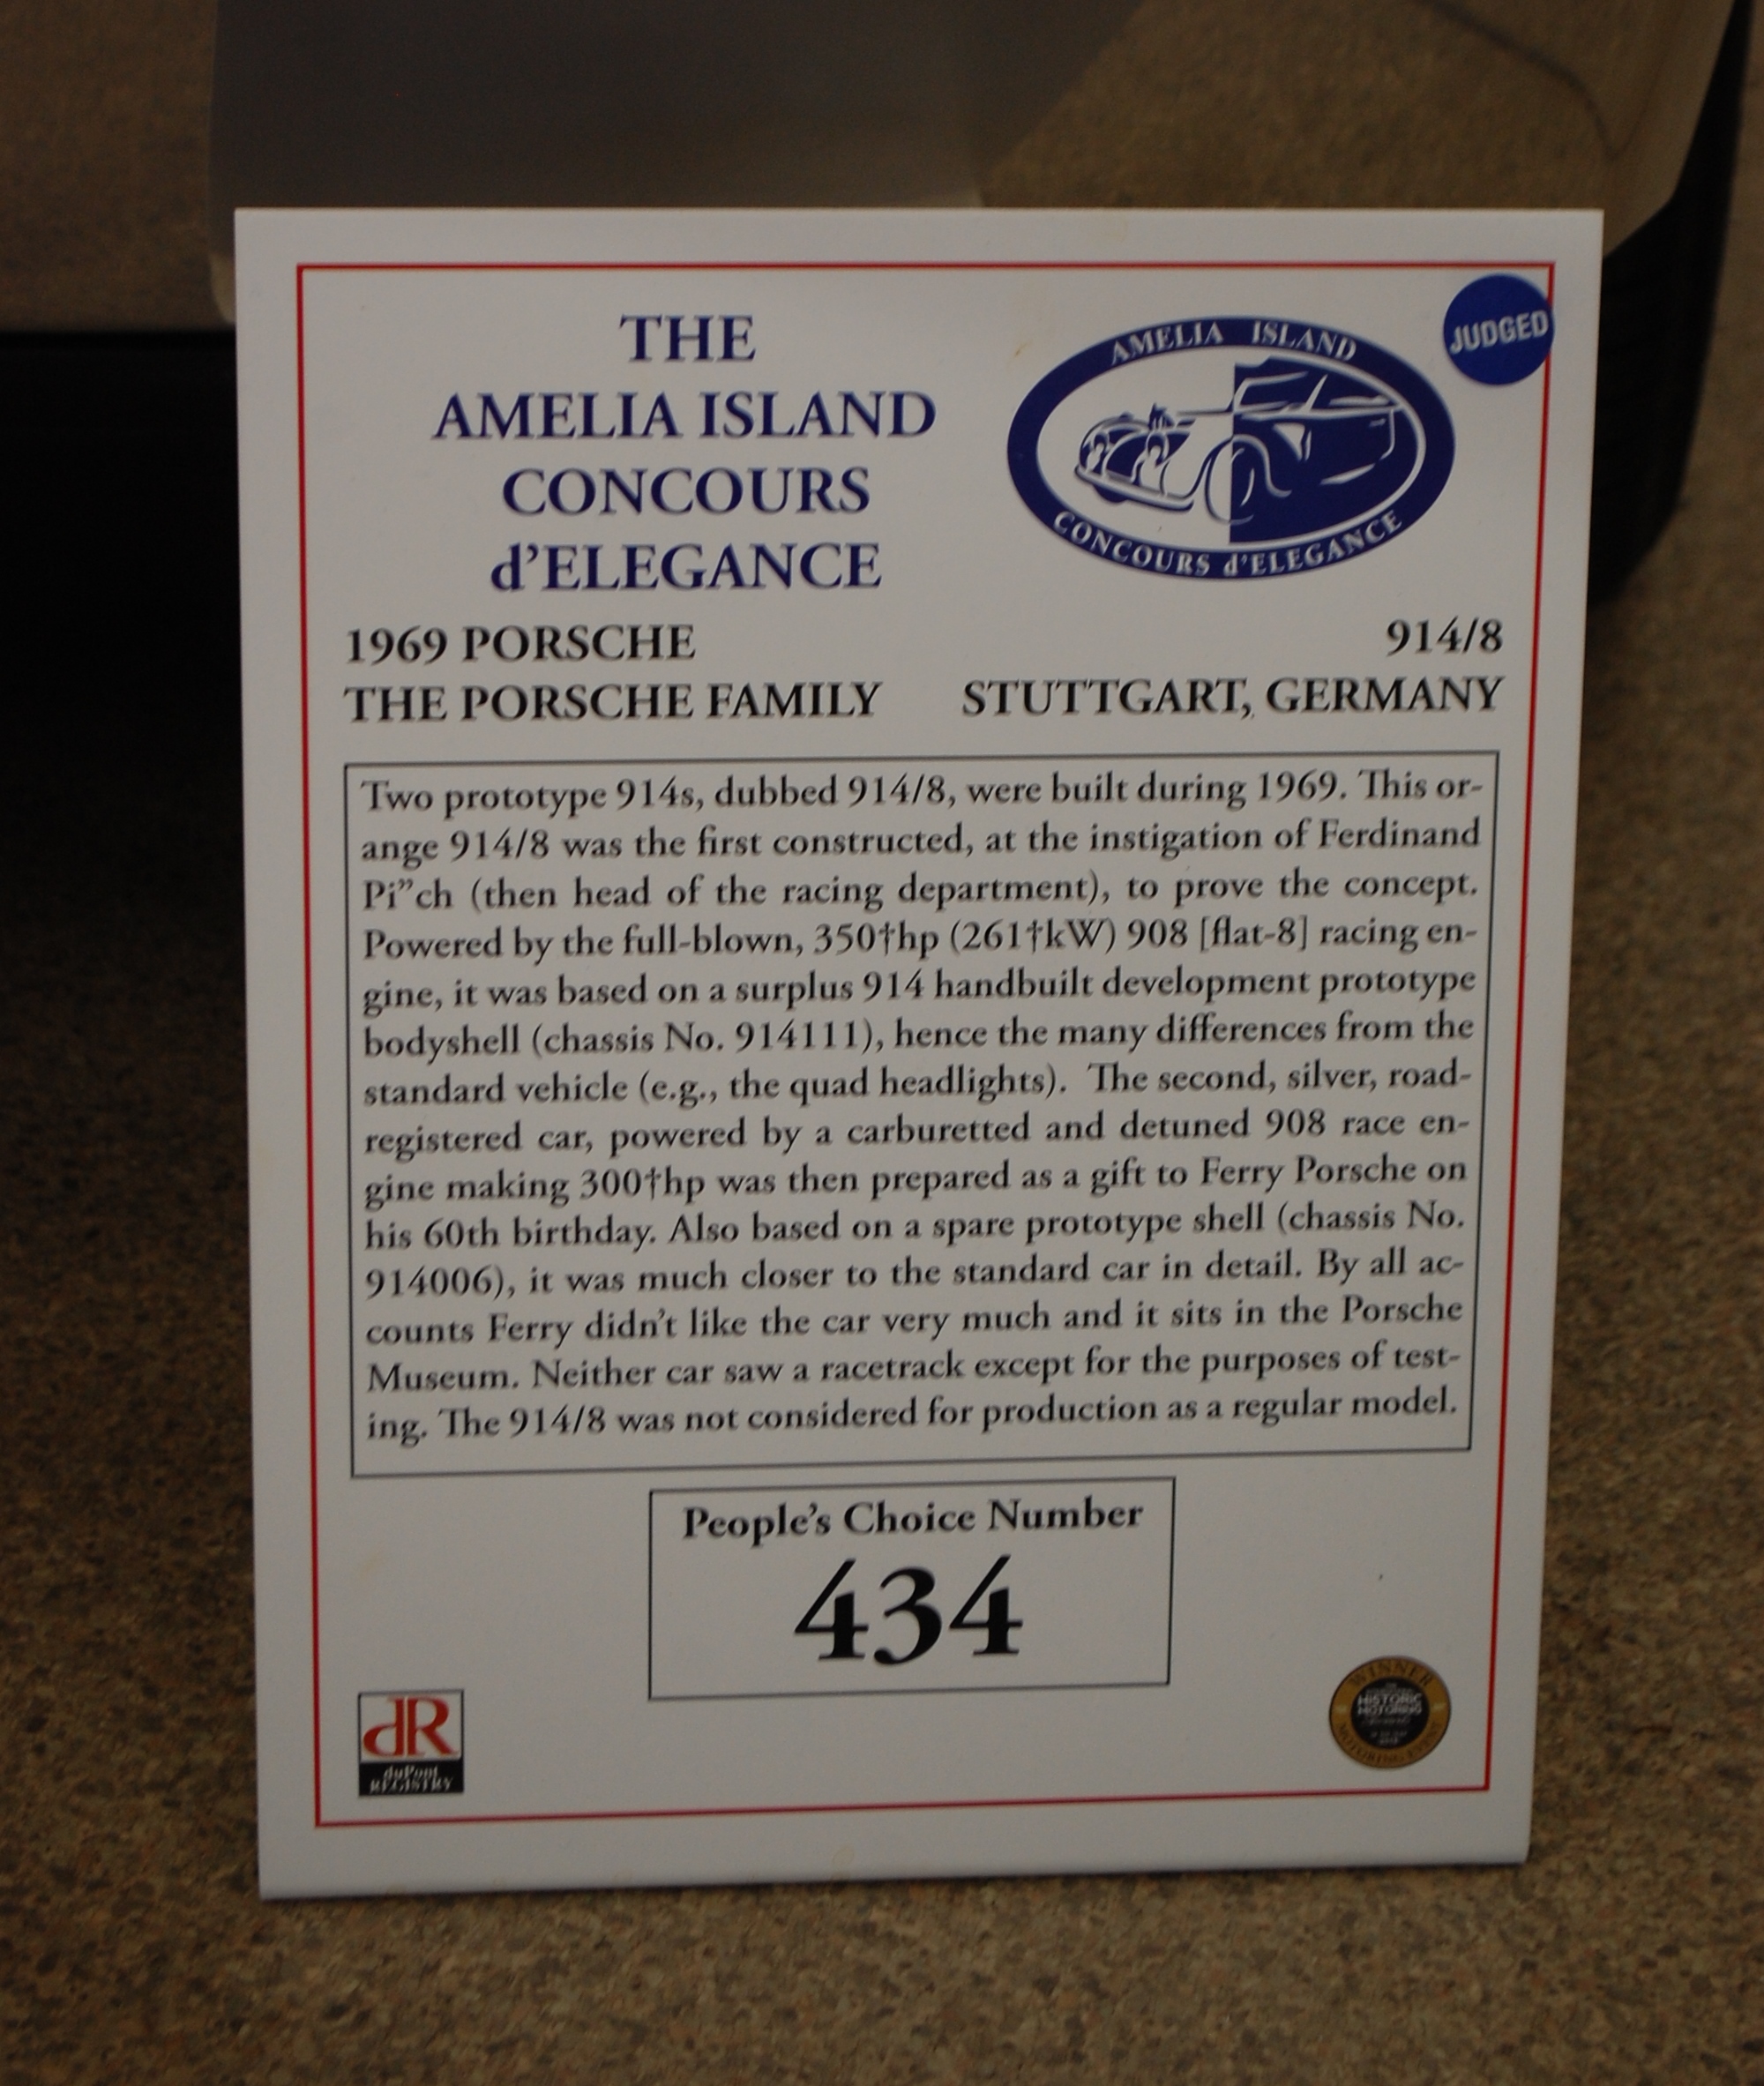 THE
AMELIA ISLAND
CONCOURS
d'ELEGANCE
AMELIA ISLAND
CONCOURS d'ELEGANCE
JUDGED
1969 PORSCHE 914/8
THE PORSCHE FAMILY STUTTGART, GERMANY
Two prototype 914s, dubbed 914/8, were built during 1969. This or-
ange 914/8 was the first constructed, at the instigation of Ferdinand
Pi”ch (then head of the racing department), to prove the concept.
Powered by the full-blown, 350†hp (261†kW) 908 [flat-8] racing en-
gine, it was based on a surplus 914 handbuilt development prototype
bodyshell (chassis No. 914111), hence the many differences from the
standard vehicle (e.g., the quad headlights). The second, silver, road-
registered car, powered by a carburetted and detuned 908 race en-
gine making 300†hp was then prepared as a gift to Ferry Porsche on
his 60th birthday. Also based on a spare prototype shell (chassis No.
914006), it was much closer to the standard car in detail. By all ac-
counts Ferry didn't like the car very much and it sits in the Porsche
Museum. Neither car saw a racetrack except for the purposes of test-
ing. The 914/8 was not considered for production as a regular model.
People's Choice Number
434
dR
duPont
REGISTRY
WINNER
HISTORIC
MOTORING